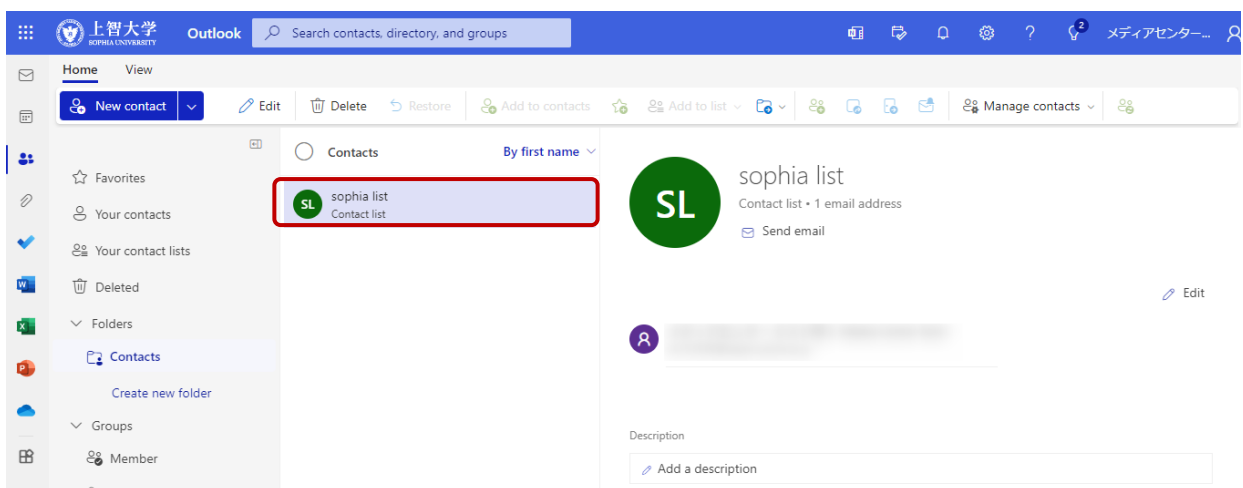 上智大学
SOPHIA UNIVERSITY
Outlook
Search contacts, directory, and groups
2
メディアセンター...
Home View
New contact Edit Delete Restore Add to contacts Add to list Manage contacts
Favorites
Your contacts
Your contact lists
Deleted
Folders
Contacts
Create new folder
Groups
Member
Contacts By first name
SL
sophia list
Contact list
SL
sophia list
Contact list • 1 email address
Send email
Edit
Description
Add a description